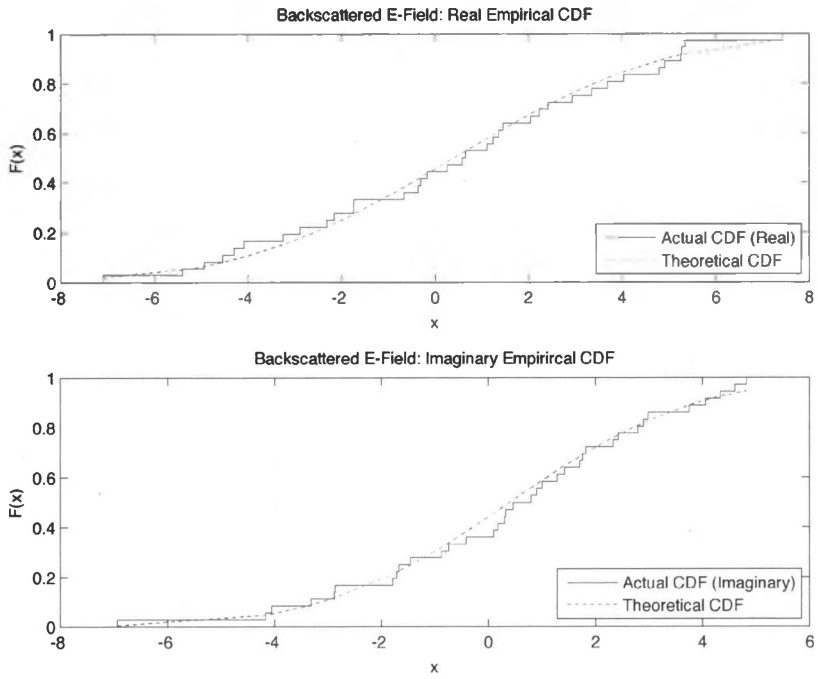 Backscattered E-Field: Real Empirical CDF
1
0.8
0.6
0.4
0.2
0
F(x)
-8 -6 -4 -2 0 2 4 6 8
x
Actual CDF (Real)
Theoretical CDF
Backscattered E-Field: Imaginary Empirircal CDF
1
0.8
0.6
0.4
0.2
0
F(x)
-8 -6 -4 -2 0 2 4 6
x
Actual CDF (Imaginary)
Theoretical CDF